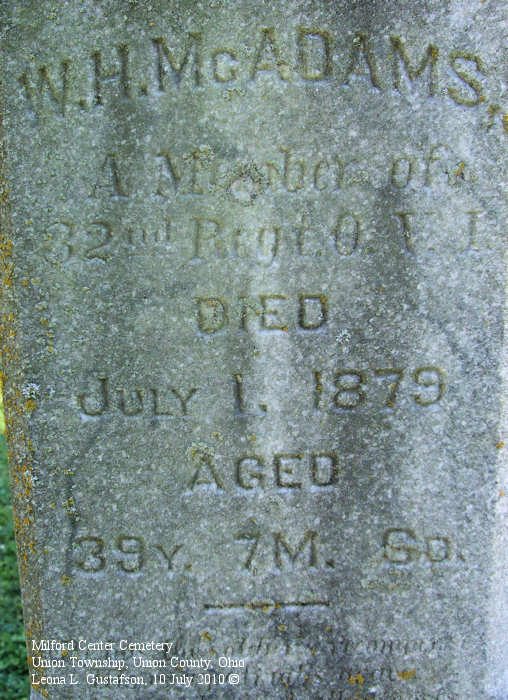 W. H. McADAMS,
A Member of
32nd Regt. O. V. I.
DIED
JULY 1, 1879
AGED
39Y. 7M. 6D.
Milford Center Cemetery
Union Township, Union County, Ohio
Leona L. Gustafson, 10 July 2010 ©